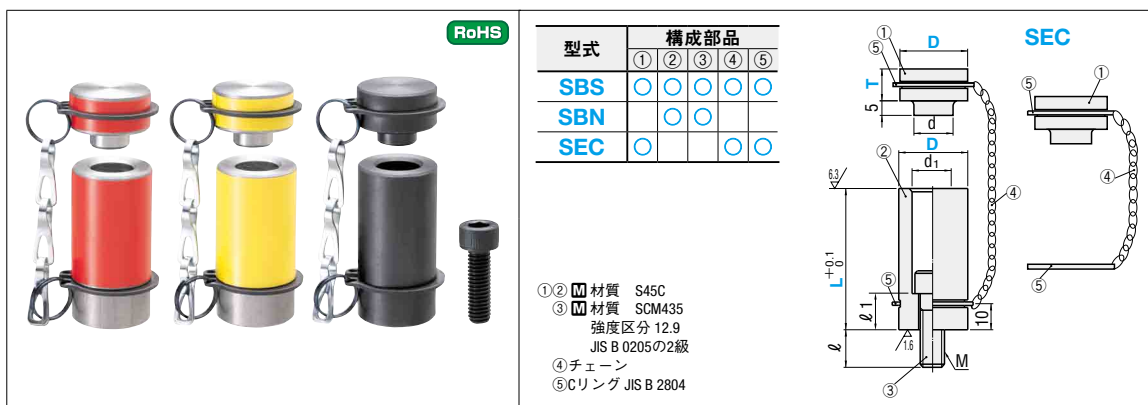 RoHS
型式 構成部品
① ② ③ ④ ⑤
SBS ○ ○ ○ ○ ○
SBN ○ ○
SEC ○ ○ ○
①② M 材質 S45C
③ M 材質 SCM435
強度区分 12.9
JIS B 0205の2級
④チェーン
⑤Cリング JIS B 2804
①
⑤
D
T
5
d
②
D
d1
6.3
④
L +0.1 0
⑤
ℓ1
10
1.6
ℓ
M
③
SEC
①
⑤
④
⑤